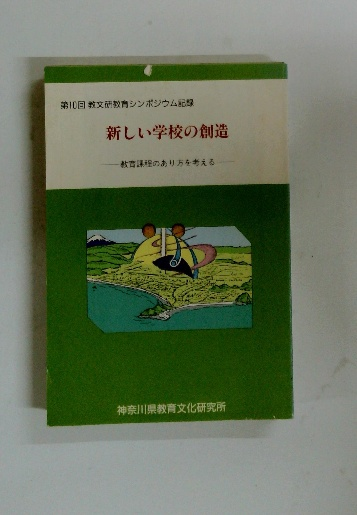 第10回 教文研教育シンポジウム記録
新しい学校の創造
——教育課程のあり方を考える——
神奈川県教育文化研究所